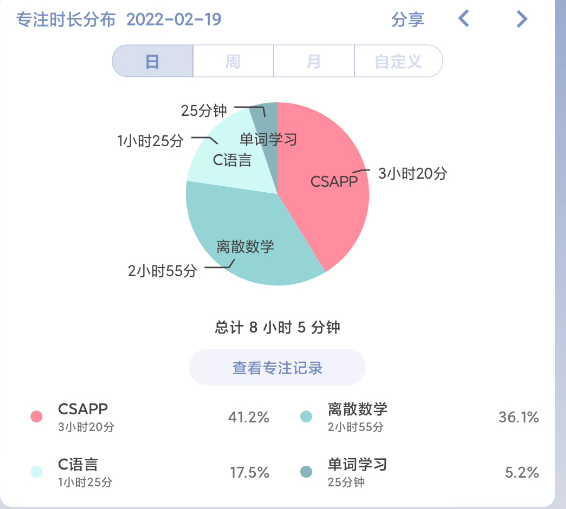 专注时长分布 2022-02-19 分享
日 周 月 自定义
25分钟
1小时25分
单词学习
C语言
CSAPP
3小时20分
离散数学
2小时55分
总计 8 小时 5 分钟
查看专注记录
CSAPP
3小时20分
41.2%
离散数学
2小时55分
36.1%
C语言
1小时25分
17.5%
单词学习
25分钟
5.2%